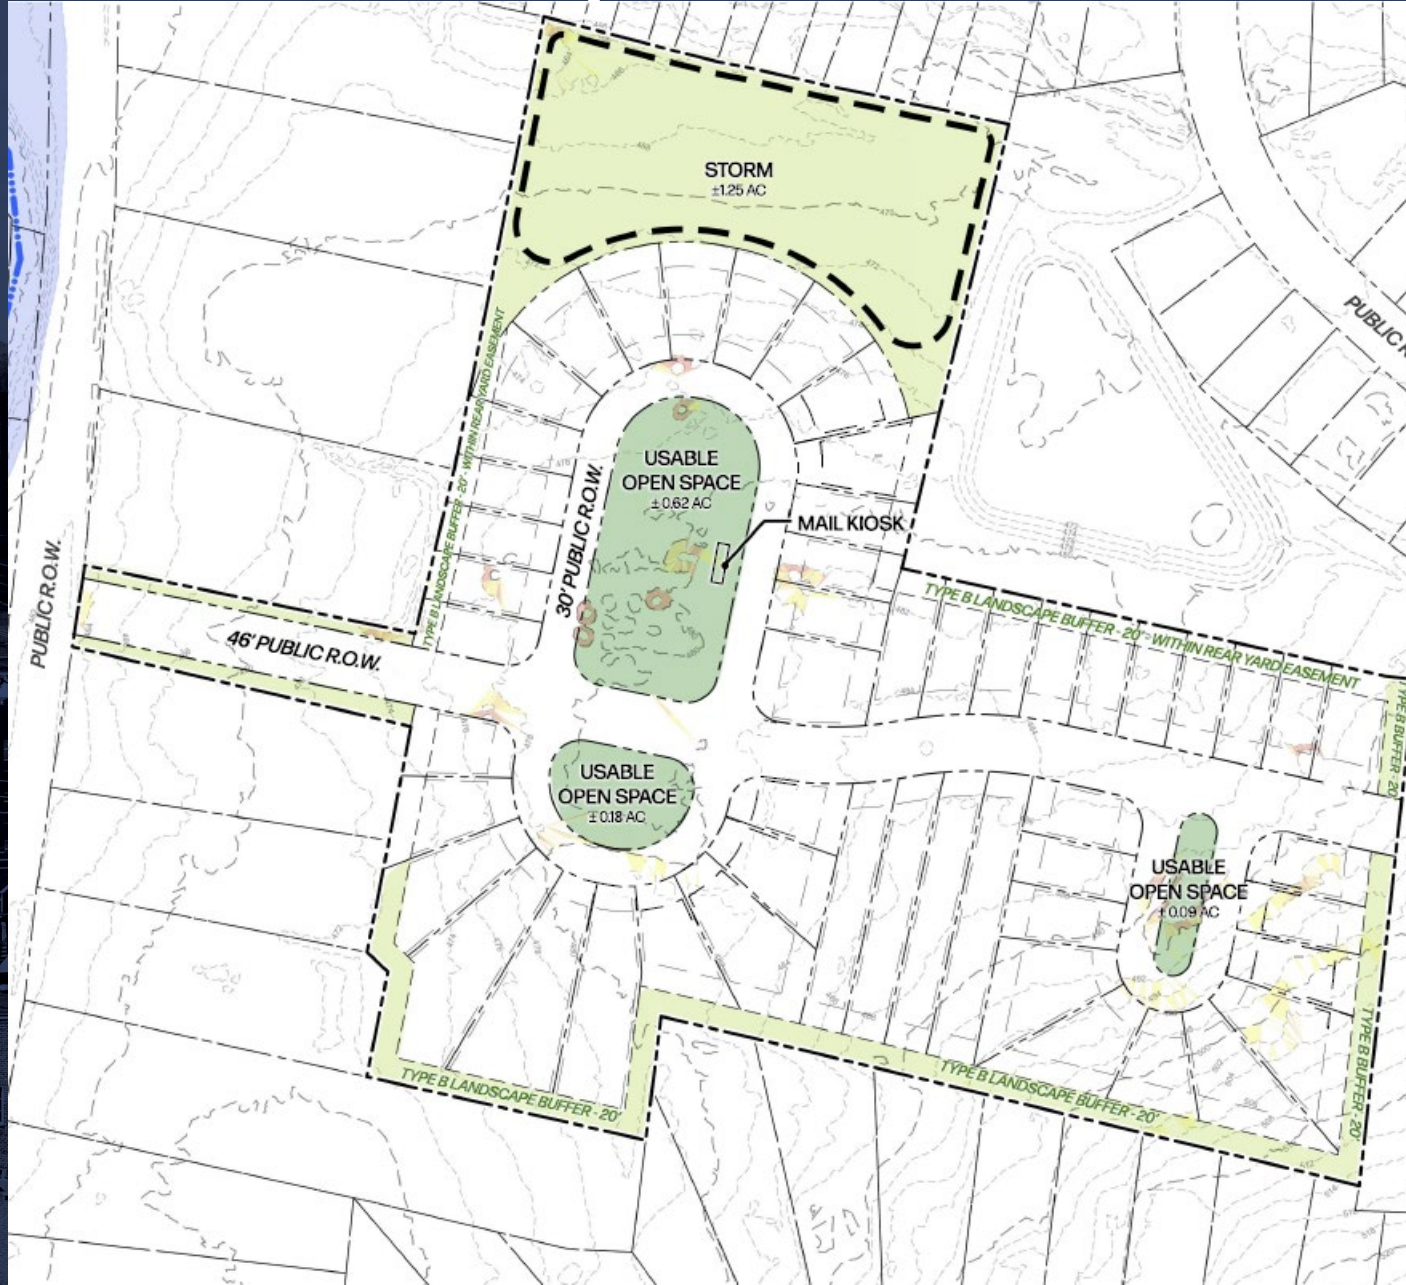 STORM
±1.25 AC
PUBLIC R
TYPE B LANDSCAPE BUFFER - 20' - WITHIN REAR YARD EASEMENT
USABLE
OPEN SPACE
± 0.62 AC
30' PUBLIC R.O.W.
MAIL KIOSK
PUBLIC R.O.W.
46' PUBLIC R.O.W.
TYPE B LANDSCAPE BUFFER - 20' - WITHIN REAR YARD EASEMENT
TYPE B BUFFER - 20'
USABLE
OPEN SPACE
± 0.18 AC
USABLE
OPEN SPACE
± 0.09 AC
TYPE B LANDSCAPE BUFFER - 20'
TYPE B LANDSCAPE BUFFER - 20'
TYPE B BUFFER - 20'